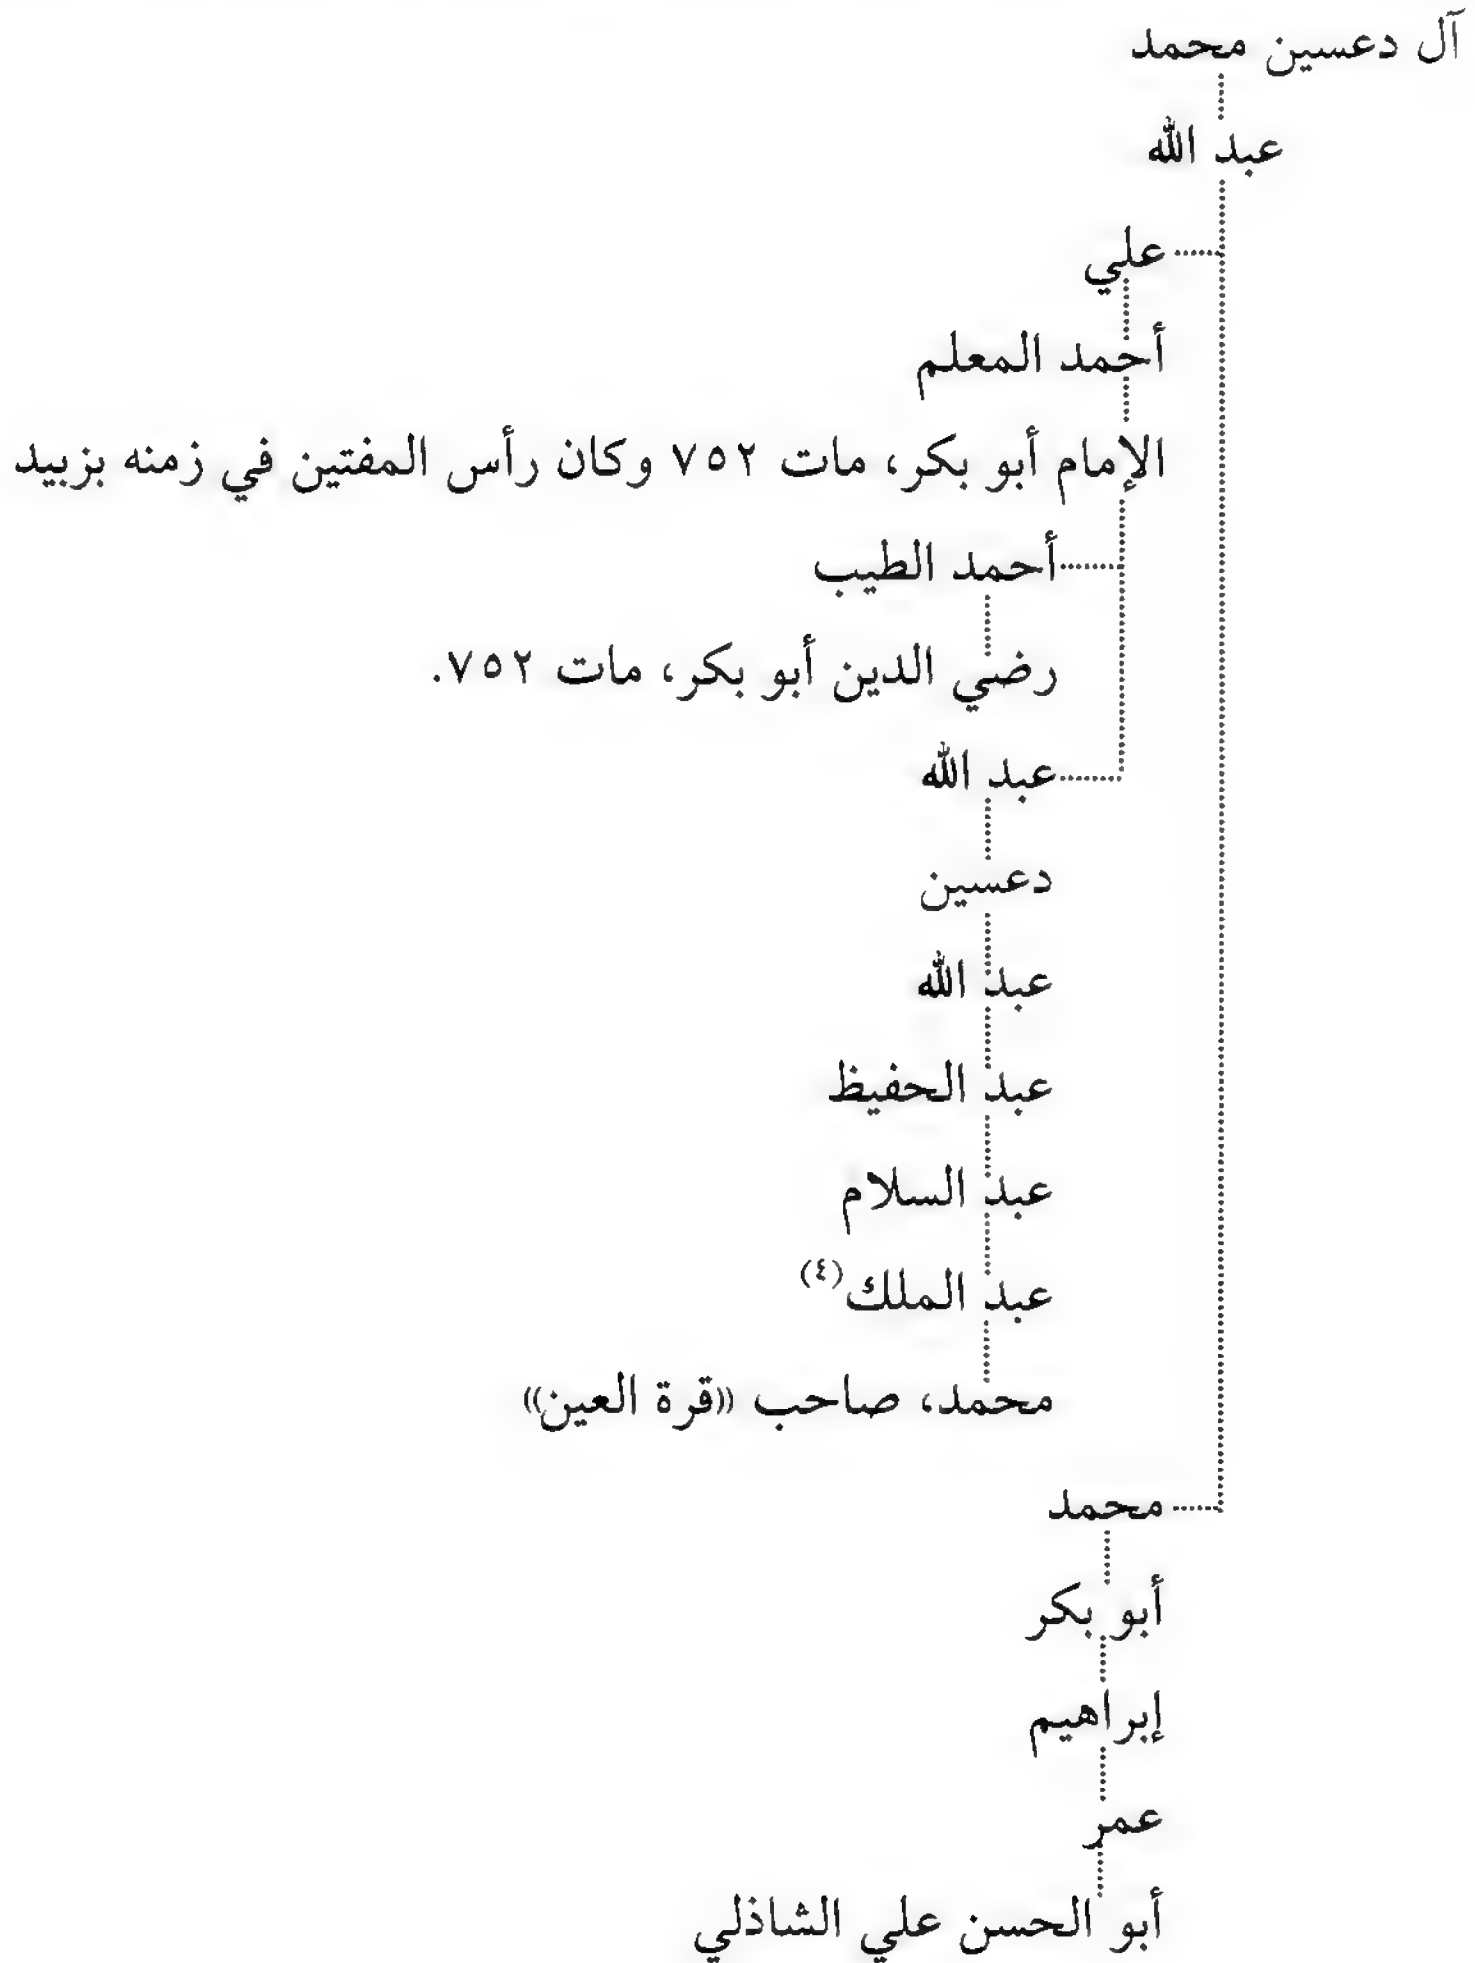 آل دعسين محمد
عبد الله
علي
أحمد المعلم
الإمام أبو بكر، مات ٧٥٢ وكان رأس المفتين في زمنه بزبيد
أحمد الطيب
رضي الدين أبو بكر، مات ٧٥٢.
عبد الله
دعسين
عبد الله
عبد الحفيظ
عبد السلام
عبد الملك(٤)
محمد، صاحب «قرة العين»
محمد
أبو بكر
إبراهيم
عمر
أبو الحسن علي الشاذلي